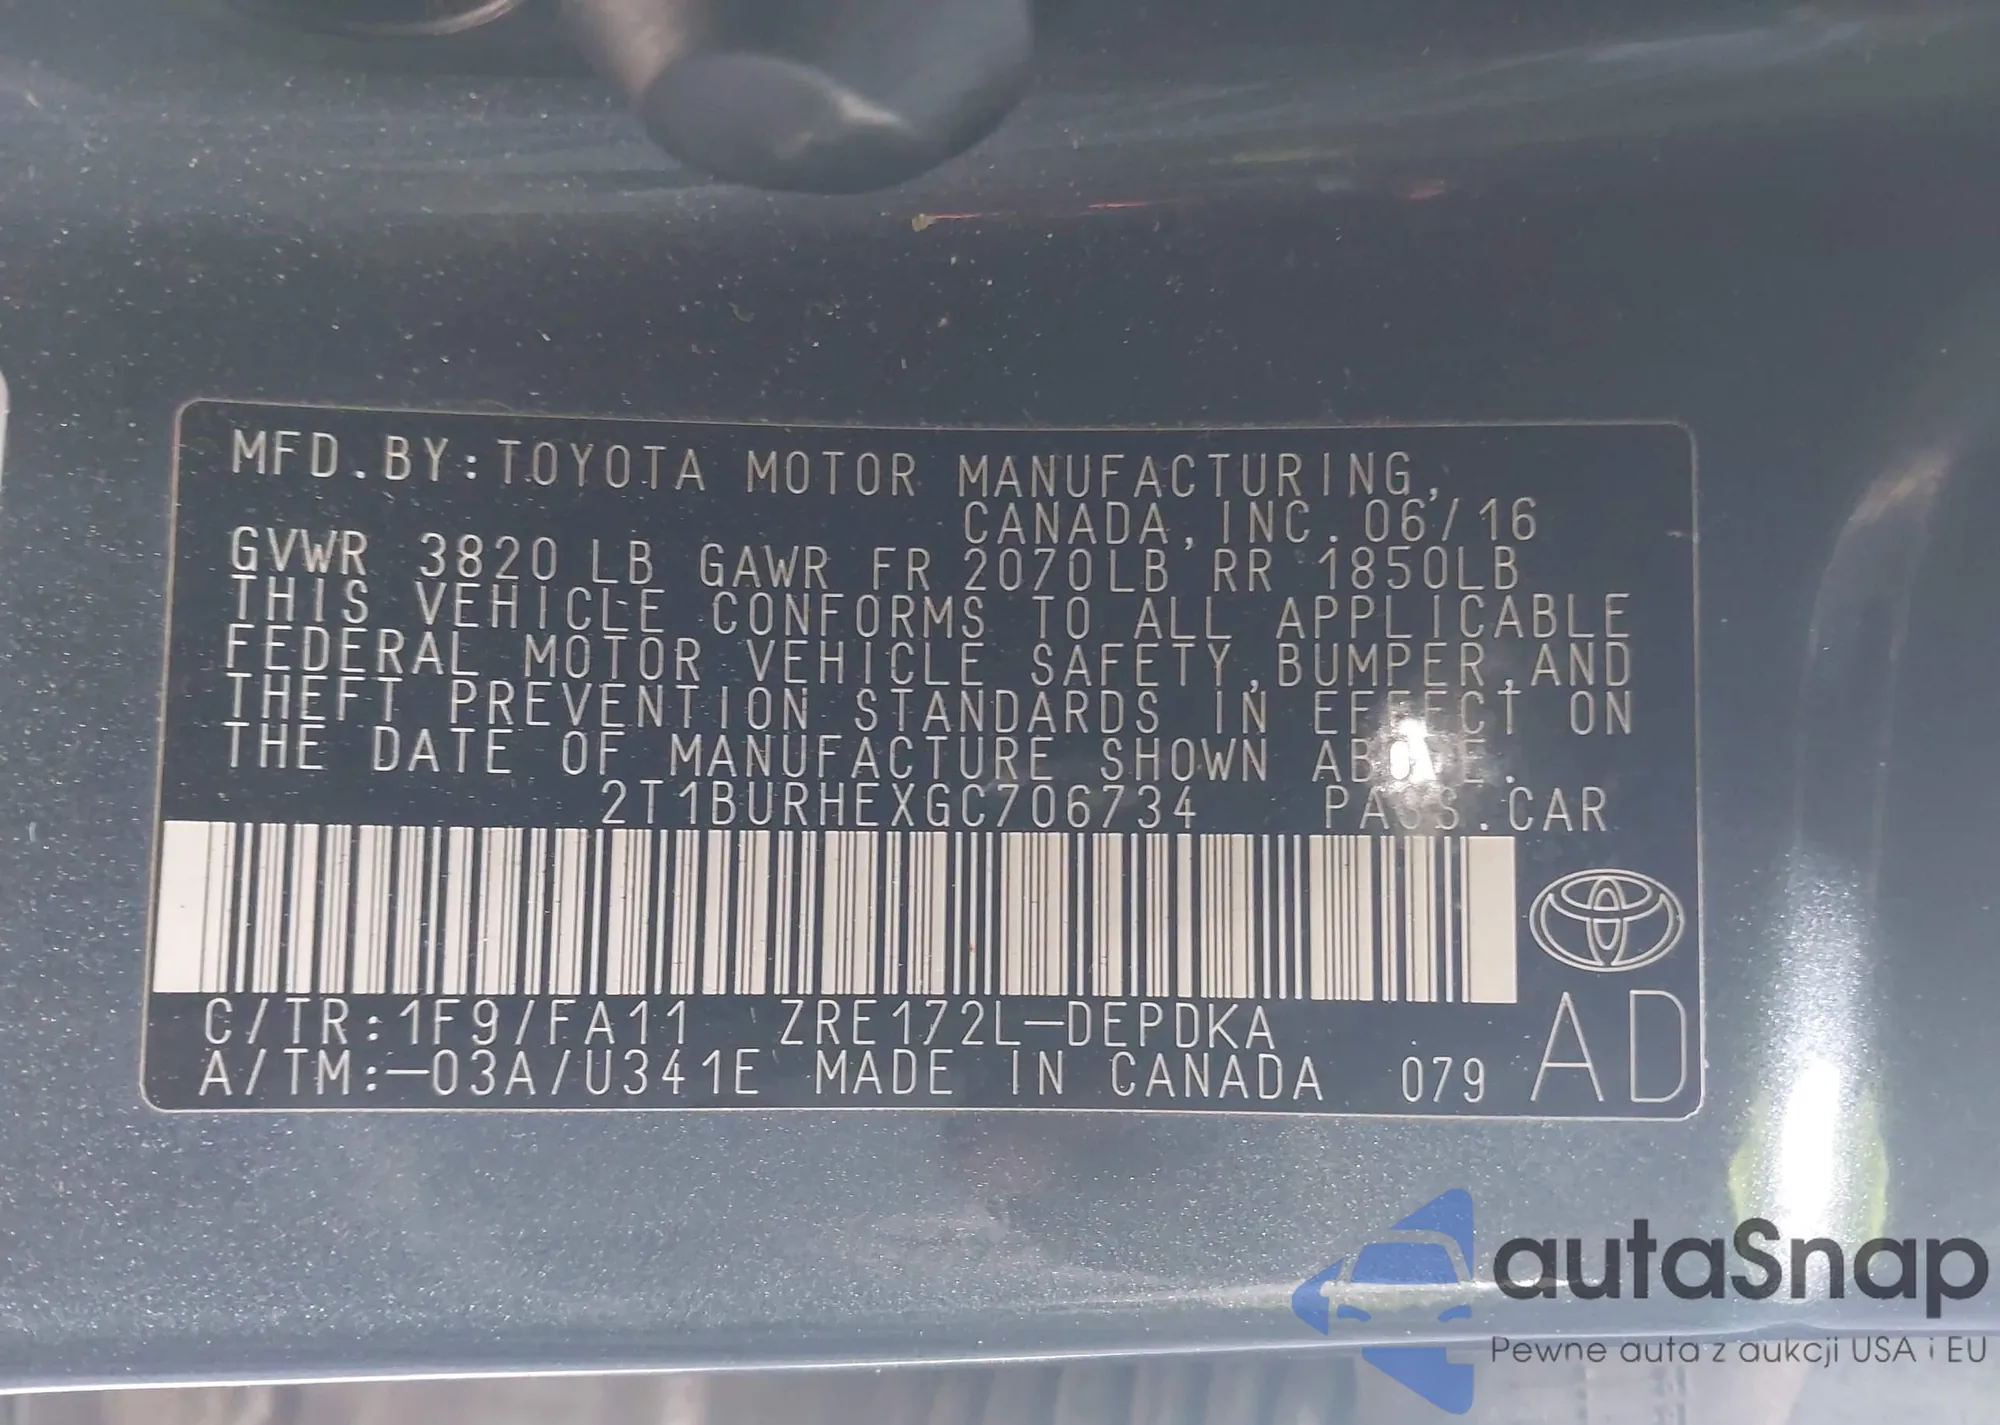 MFD.BY:TOYOTA MOTOR MANUFACTURING,
CANADA,INC.06/16
GVWR 3820 LB GAWR FR 2070LB RR 1850LB
THIS VEHICLE CONFORMS TO ALL APPLICABLE
FEDERAL MOTOR VEHICLE SAFETY,BUMPER,AND
THEFT PREVENTION STANDARDS IN EFFECT ON
THE DATE OF MANUFACTURE SHOWN ABOVE.
2T1BURHEXGC706734 PASS.CAR
C/TR:1F9/FA11 ZRE172L-DEPDKA
A/TM:-03A/U341E MADE IN CANADA 079 AD
autaSnap
Pewne auta z aukcji USA i EU